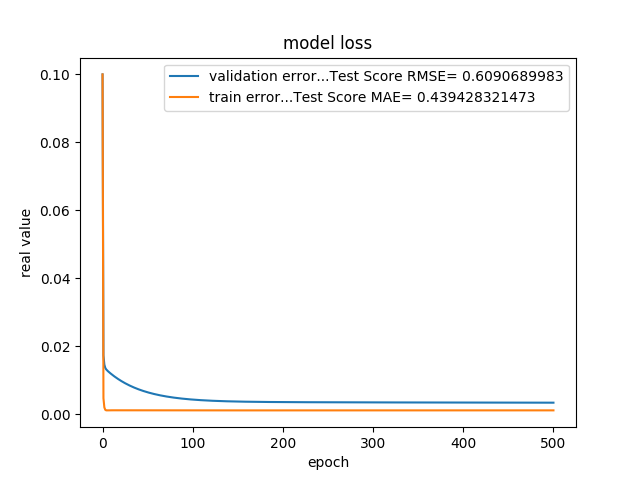 model loss
validation error...Test Score RMSE= 0.6090689983
train error...Test Score MAE= 0.439428321473
0.10
0.08
0.06
0.04
0.02
0.00
real value
0 100 200 300 400 500
epoch